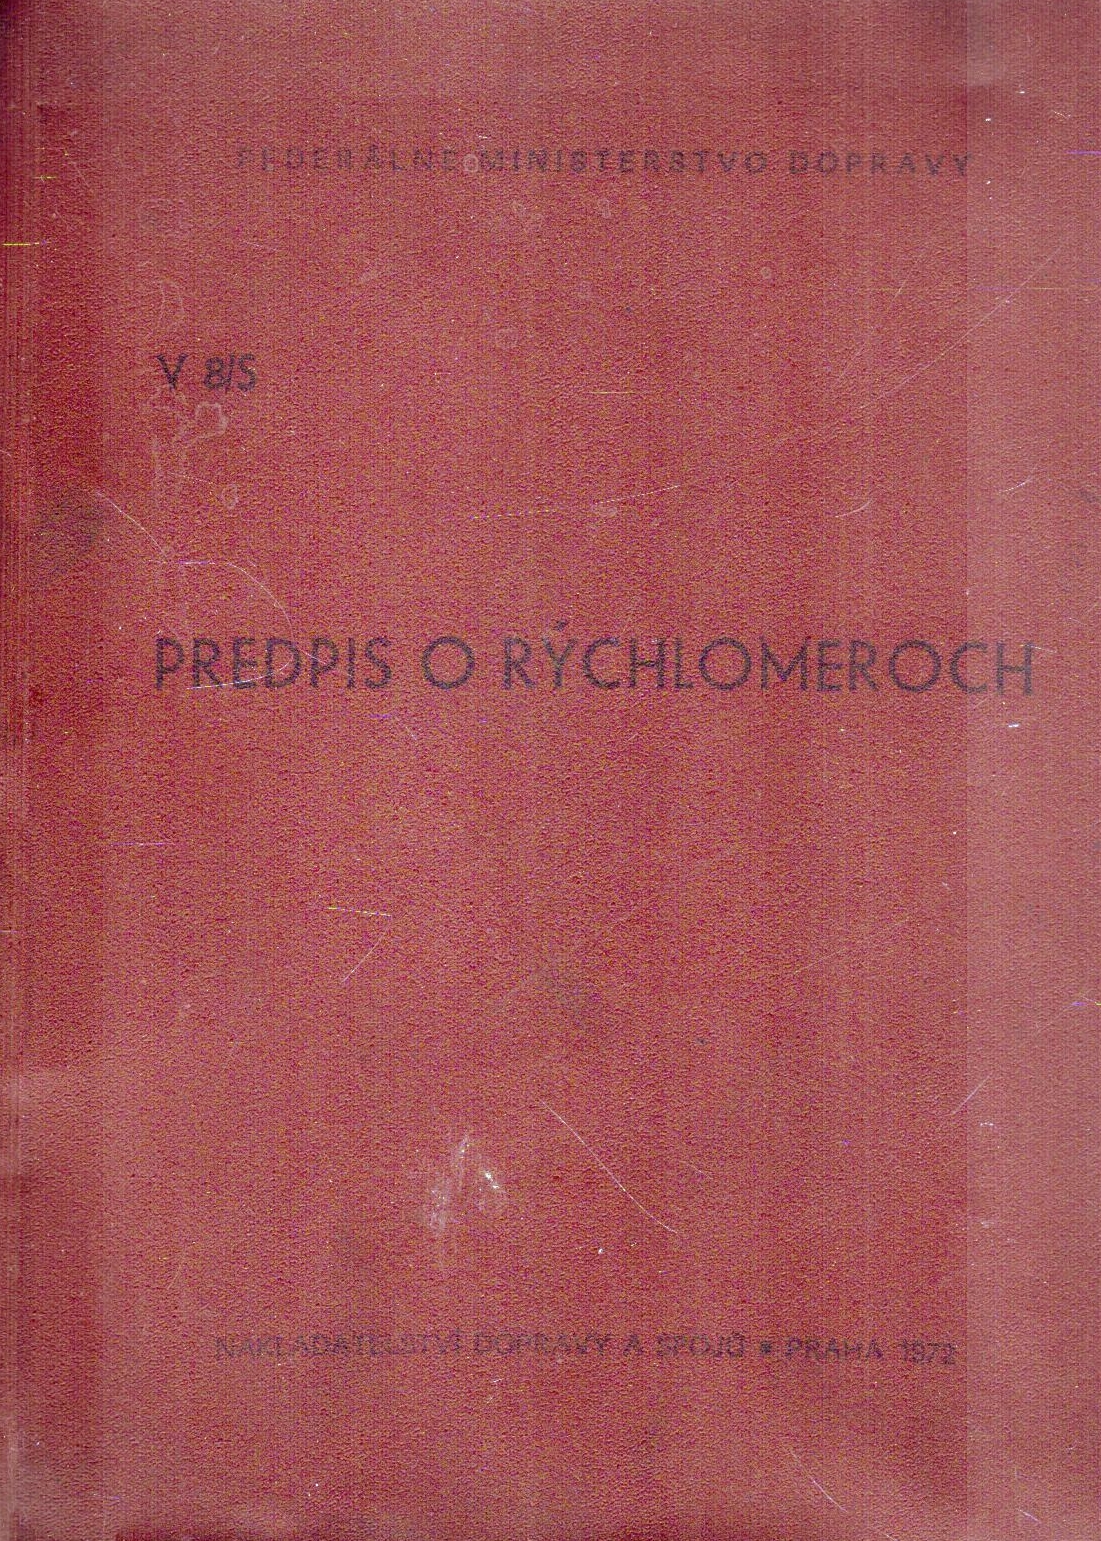 FEDERÁLNE MINISTERSTVO DOPRAVY
V 8/S
PREDPIS O RÝCHLOMEROCH
NAKLADATELSTVÍ DOPRAVY A SPOJŮ ■ PRAHA 1972